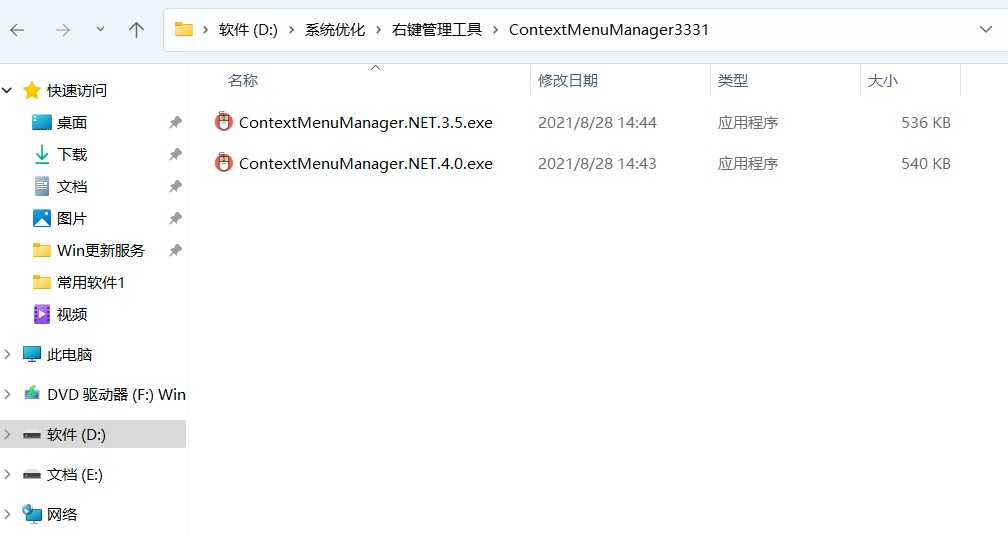 软件 (D:) 系统优化 右键管理工具 ContextMenuManager3331
名称 修改日期 类型 大小
ContextMenuManager.NET.3.5.exe 2021/8/28 14:44 应用程序 536 KB
ContextMenuManager.NET.4.0.exe 2021/8/28 14:43 应用程序 540 KB
快速访问
桌面
下载
文档
图片
Win更新服务
常用软件1
视频
此电脑
DVD 驱动器 (F:) Win
软件 (D:)
文档 (E:)
网络